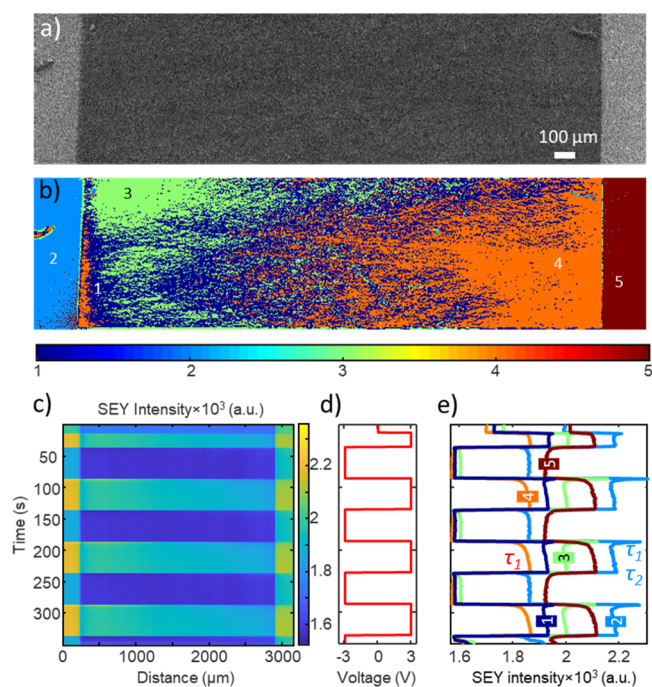 a)
100 µm
b)
3
2
1
4
5
1 2 3 4 5
c) SEY Intensity×10³ (a.u.)
d)
e)
50
100
150
200
250
300
Time (s)
0 1000 2000 3000
Distance (µm)
2.2
2
1.8
1.6
-3 0 3
Voltage (V)
5
4
3
τ₁
τ₁
τ₂
1
2
1.6 1.8 2 2.2
SEY intensity×10³ (a.u.)